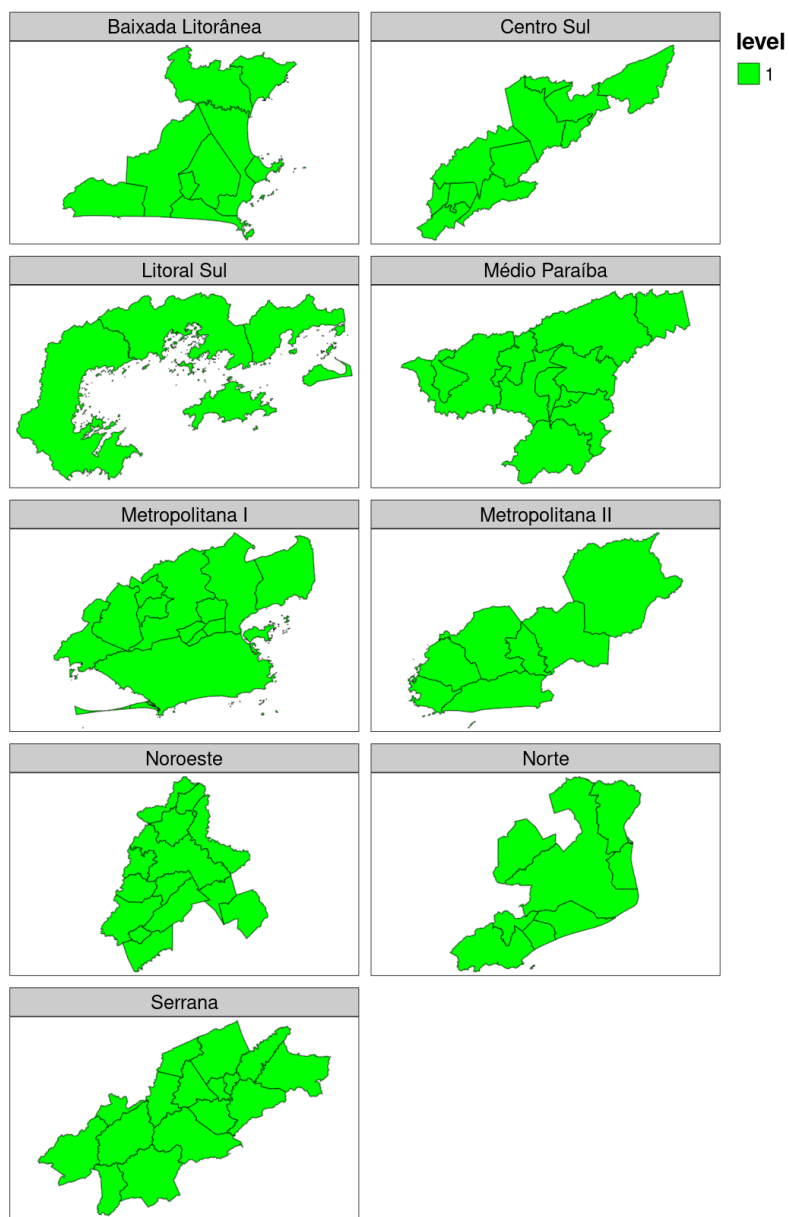 Baixada Litorânea
Centro Sul
level
1
Litoral Sul
Médio Paraíba
Metropolitana I
Metropolitana II
Noroeste
Norte
Serrana